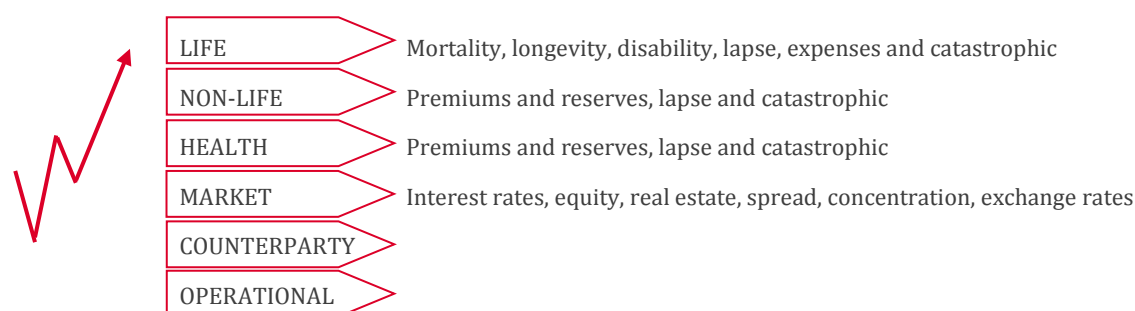 LIFE Mortality, longevity, disability, lapse, expenses and catastrophic
NON-LIFE Premiums and reserves, lapse and catastrophic
HEALTH Premiums and reserves, lapse and catastrophic
MARKET Interest rates, equity, real estate, spread, concentration, exchange rates
COUNTERPARTY
OPERATIONAL